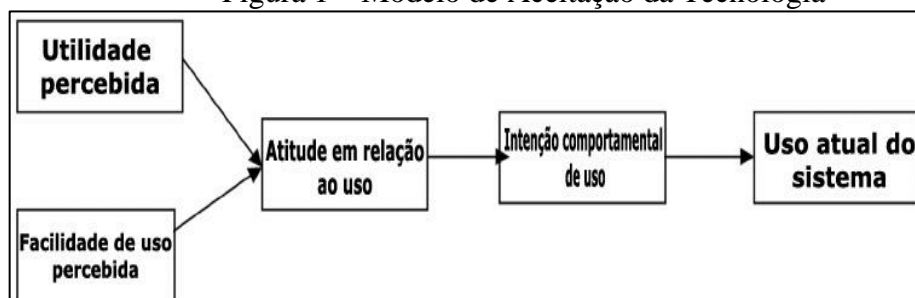 Figura 1 – Modelo de Aceitação da Tecnologia
Utilidade
percebida
Facilidade de uso
percebida
Atitude em relação
ao uso
Intenção comportamental
de uso
Uso atual do
sistema